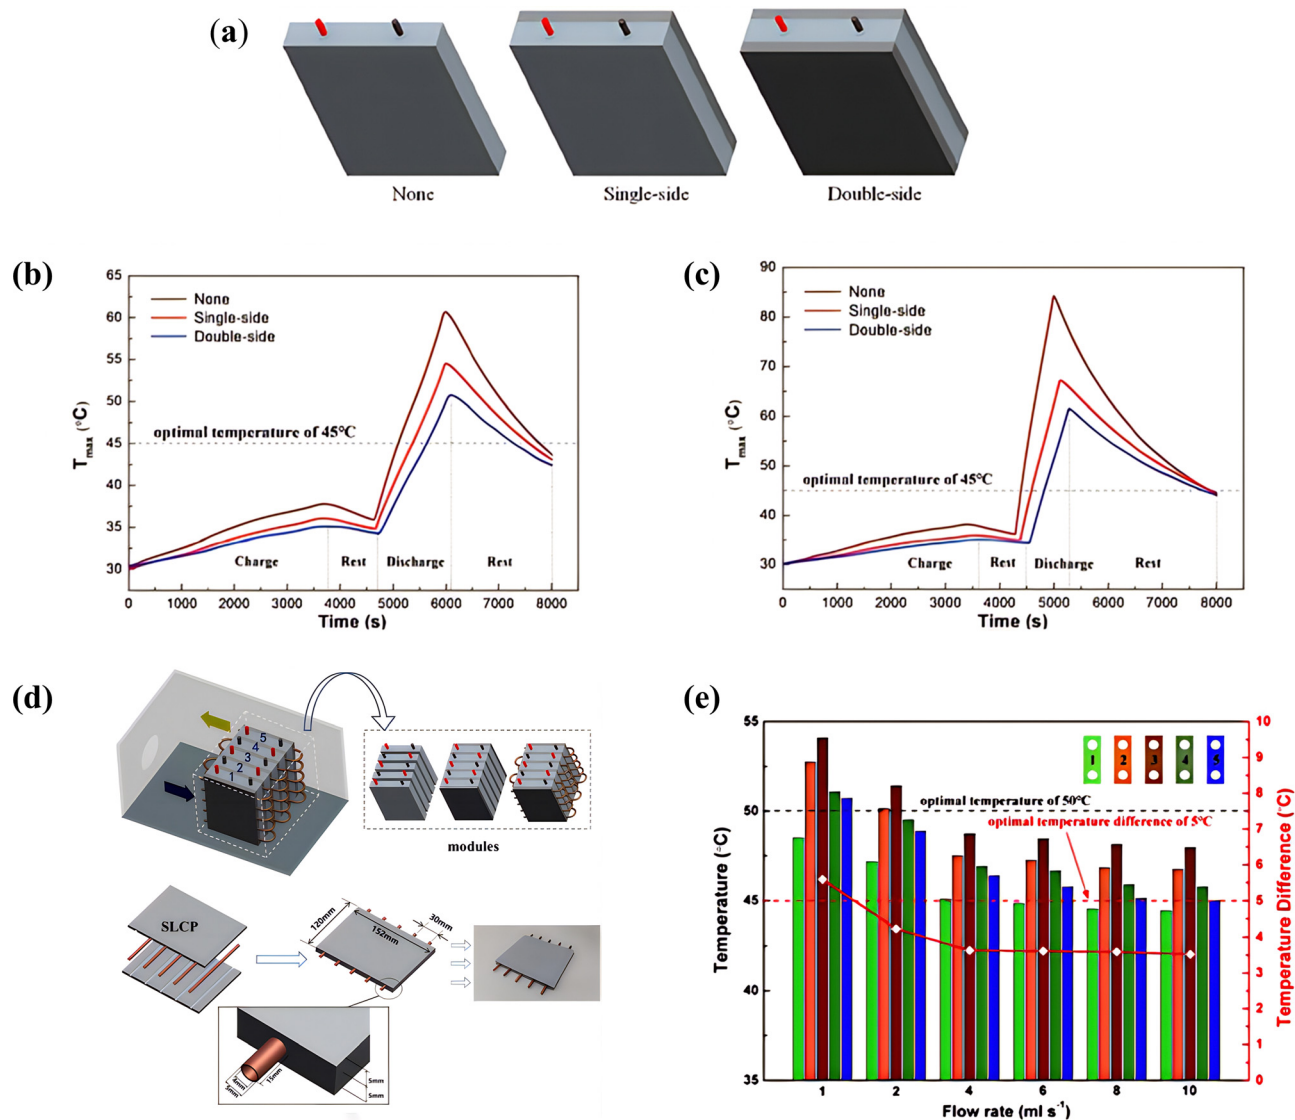 (a)
None
Single-side
Double-side
(b)
65
60
55
50
45
40
35
30
T max (°C)
None
Single-side
Double-side
optimal temperature of 45°C
Charge
Rest
Discharge
Rest
0 1000 2000 3000 4000 5000 6000 7000 8000
Time (s)
(c)
90
80
70
60
50
40
30
T max (°C)
None
Single-side
Double-side
optimal temperature of 45°C
Charge
Rest
Discharge
Rest
0 1000 2000 3000 4000 5000 6000 7000 8000
Time (s)
(d)
5
4
3
2
1
modules
SLCP
120mm
152mm
30mm
4mm
5mm
15mm
5mm
5mm
(e)
55
50
45
40
35
Temperature (°C)
1 2 3 4 5
optimal temperature of 50°C
optimal temperature difference of 5°C
10
9
8
7
6
5
4
3
2
1
0
Temperature Difference (°C)
1 2 4 6 8 10
Flow rate (ml s⁻¹)